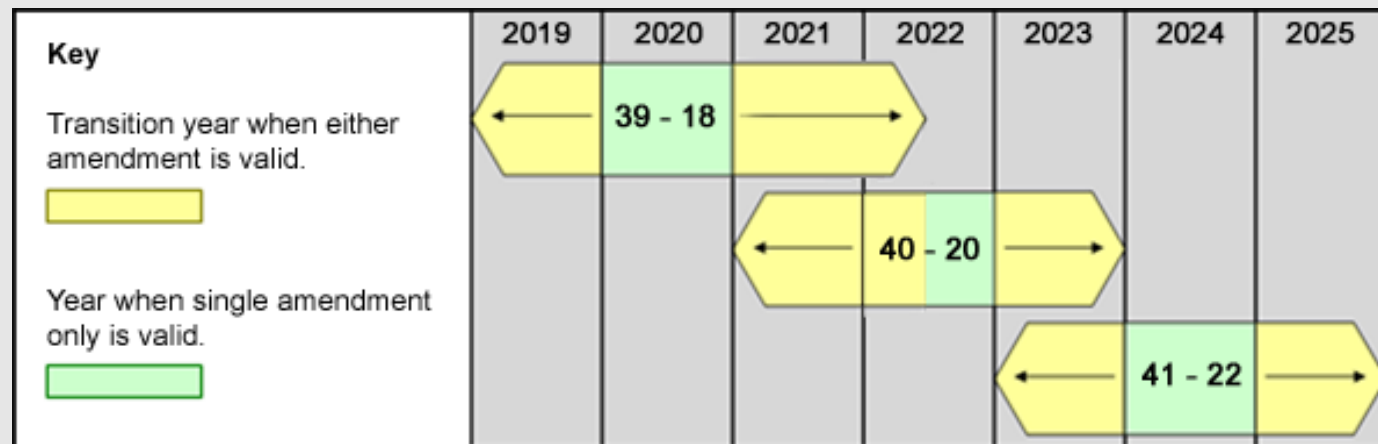 2019 2020 2021 2022 2023 2024 2025
Key
39 - 18
Transition year when either
amendment is valid.
40 - 20
Year when single amendment
only is valid.
41 - 22